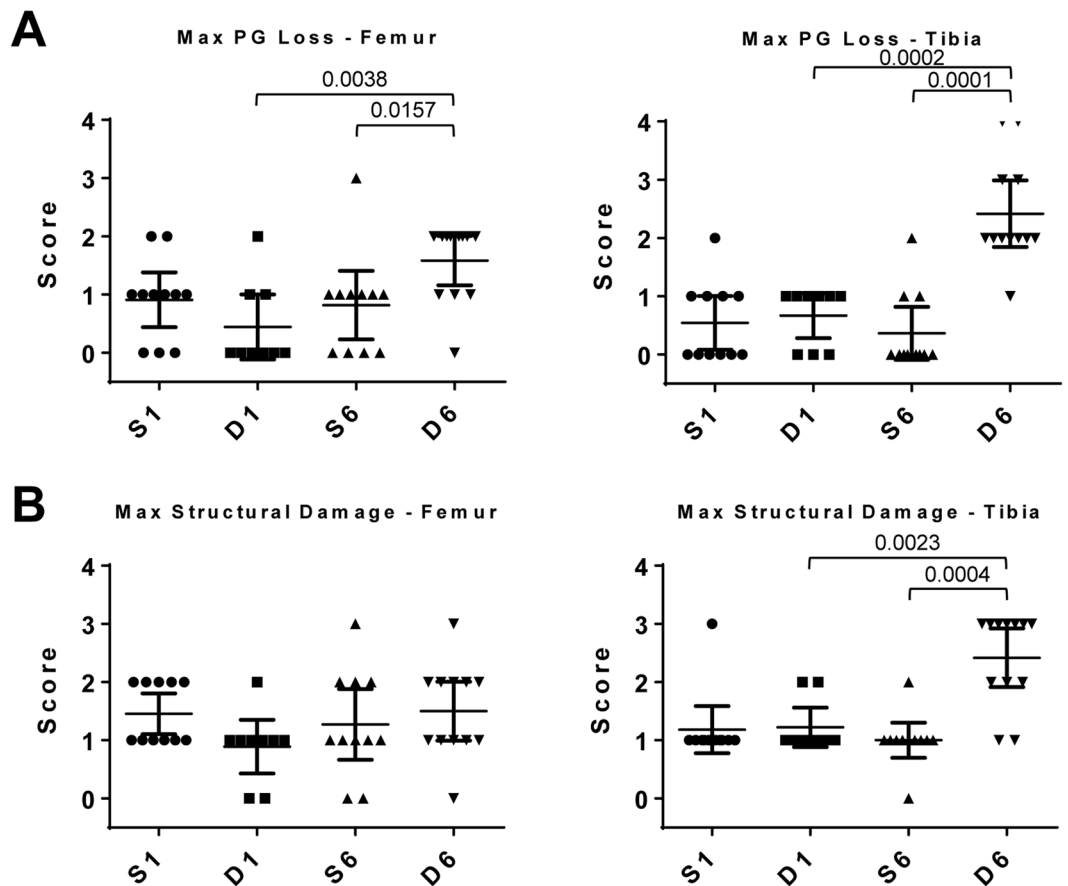 A
Max PG Loss - Femur
0.0038
0.0157
4
3
2
1
0
Score
S1
D1
S6
D6
Max PG Loss - Tibia
0.0002
0.0001
4
3
2
1
0
Score
S1
D1
S6
D6
B
Max Structural Damage - Femur
4
3
2
1
0
Score
S1
D1
S6
D6
Max Structural Damage - Tibia
0.0023
0.0004
4
3
2
1
0
Score
S1
D1
S6
D6